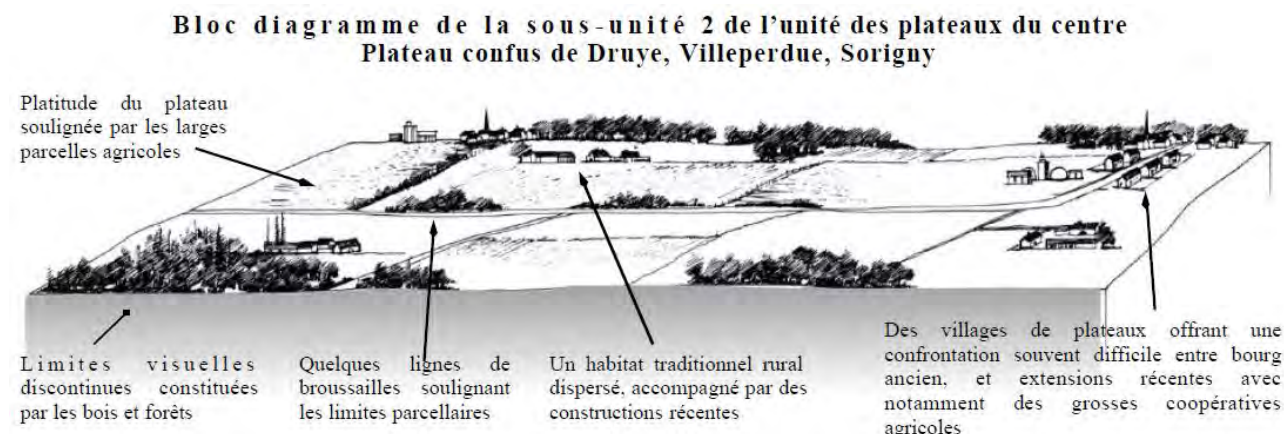 Bloc diagramme de la sous-unité 2 de l'unité des plateaux du centre
Plateau confus de Druye, Villeperdue, Sorigny
Platitude du plateau
soulignée par les larges
parcelles agricoles
Limites visuelles
discontinues constituées
par les bois et forêts
Quelques lignes de
broussailles soulignant
les limites parcellaires
Un habitat traditionnel rural
dispersé, accompagné par des
constructions récentes
Des villages de plateaux offrant une
confrontation souvent difficile entre bourg
ancien, et extensions récentes avec
notamment des grosses coopératives
agricoles